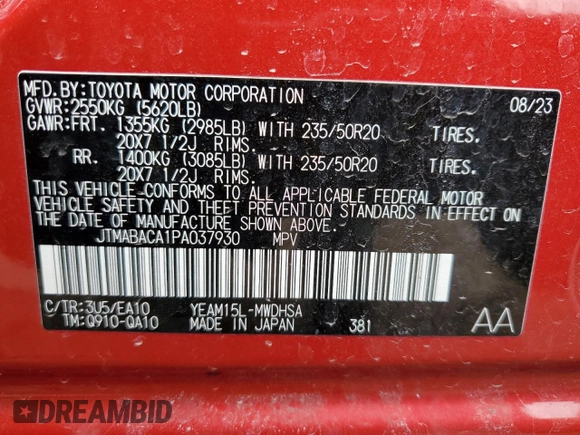 MFD.BY:TOYOTA MOTOR CORPORATION 08/23
GVWR:2550KG (5620LB)
GAWR:FRT. 1355KG (2985LB) WITH 235/50R20 TIRES.
20X7 1/2J RIMS.
RR. 1400KG (3085LB) WITH 235/50R20 TIRES.
20X7 1/2J RIMS.
THIS VEHICLE CONFORMS TO ALL APPLICABLE FEDERAL MOTOR
VEHICLE SAFETY AND THEFT PREVENTION STANDARDS IN EFFECT ON
THE DATE OF MANUFACTURE SHOWN ABOVE.
JTMABACA1PA037930 MPV
C/TR:3U5/EA10 YEAM15L-MWDHSA
TM:Q910-QA10 MADE IN JAPAN 381 AA
DREAMBID